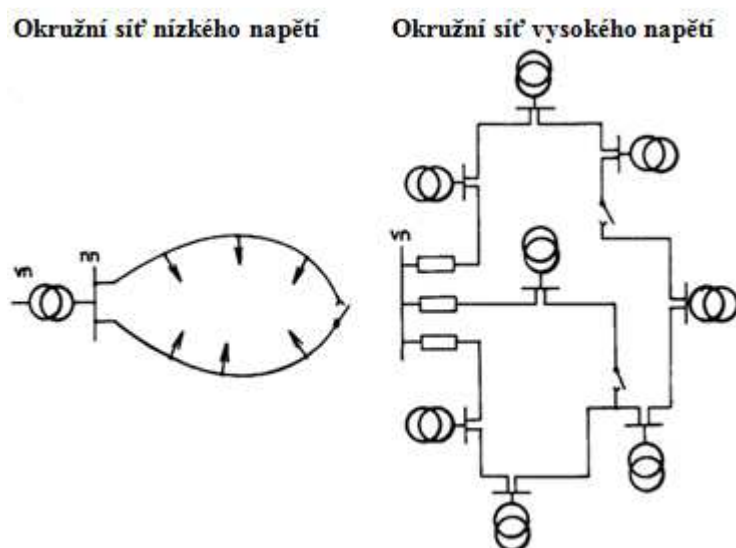 Okružní síť nízkého napětí
Okružní síť vysokého napětí
vn
nn
vn